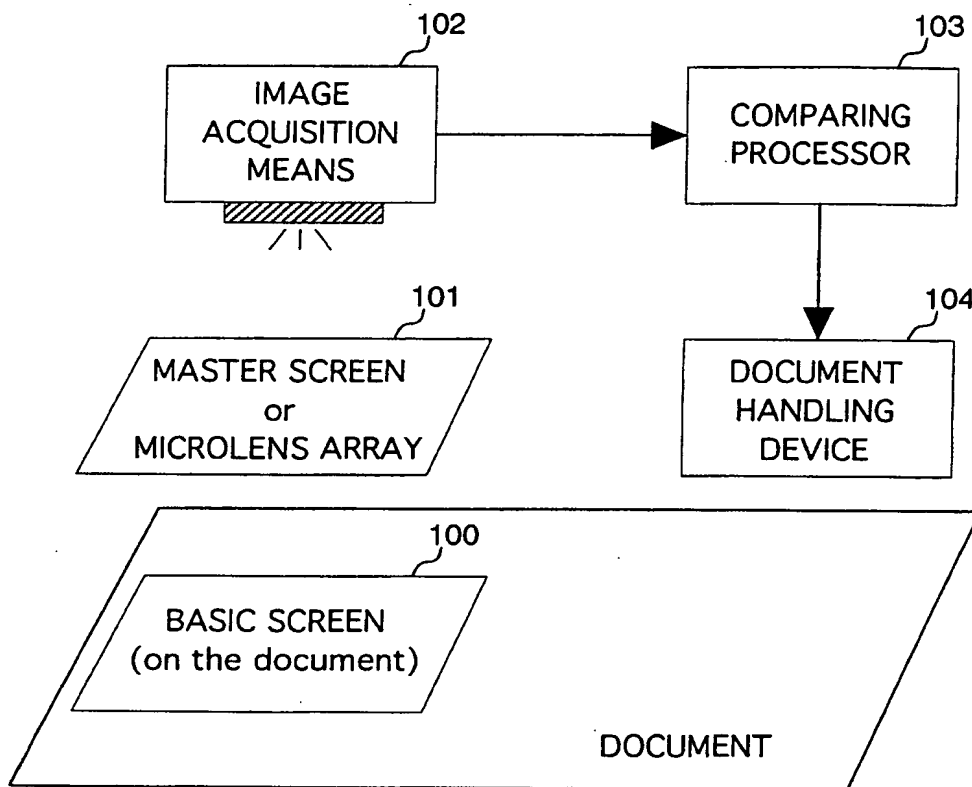 102
IMAGE
ACQUISITION
MEANS
103
COMPARING
PROCESSOR
101
MASTER SCREEN
or
MICROLENS ARRAY
104
DOCUMENT
HANDLING
DEVICE
100
BASIC SCREEN
(on the document)
DOCUMENT